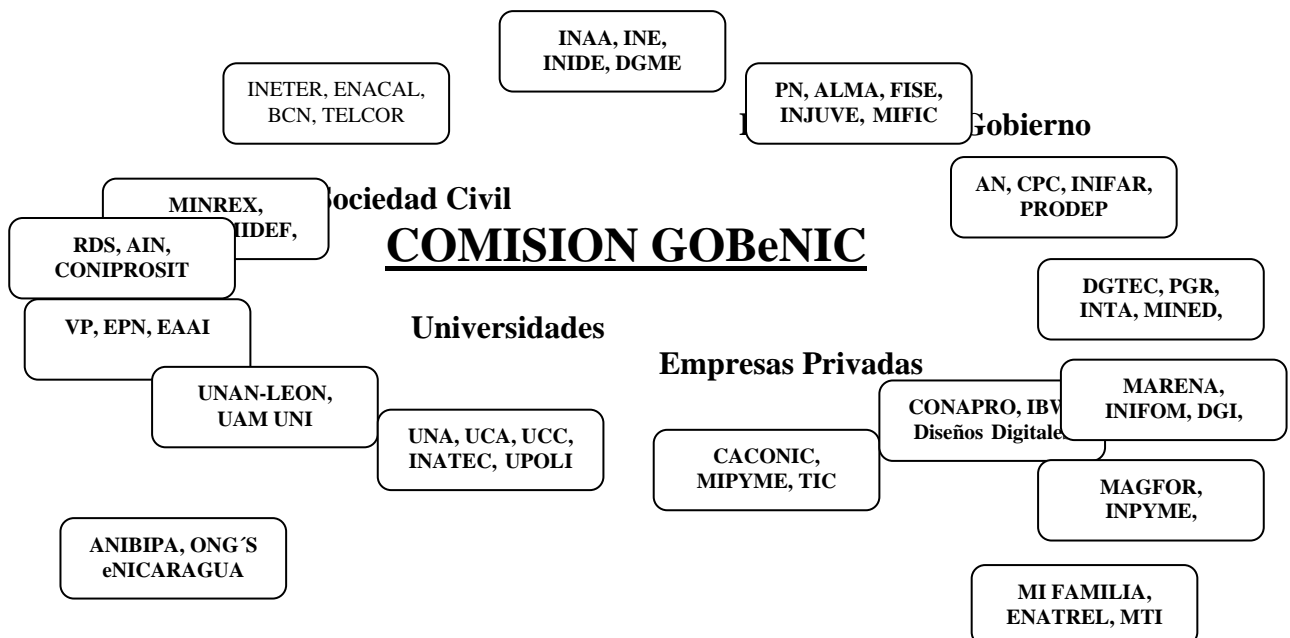 INAA, INE,
INIDE, DGME
INETER, ENACAL,
BCN, TELCOR
PN, ALMA, FISE,
INJUVE, MIFIC
Gobierno
AN, CPC, INIFAR,
PRODEP
MINREX,
Sociedad Civil
RDS, AIN,
CONIPROSIT
COMISION GOBeNIC
DGTEC, PGR,
INTA, MINED,
VP, EPN, EAAI
Universidades
Empresas Privadas
UNAN-LEON,
UAM UNI
MARENA,
INIFOM, DGI,
CONAPRO,
Diseños Digitales
UNA, UCA, UCC,
INATEC, UPOLI
CACONIC,
MIPYME, TIC
MAGFOR,
INPYME,
ANIBIPA, ONG´S
eNICARAGUA
MI FAMILIA,
ENATREL, MTI